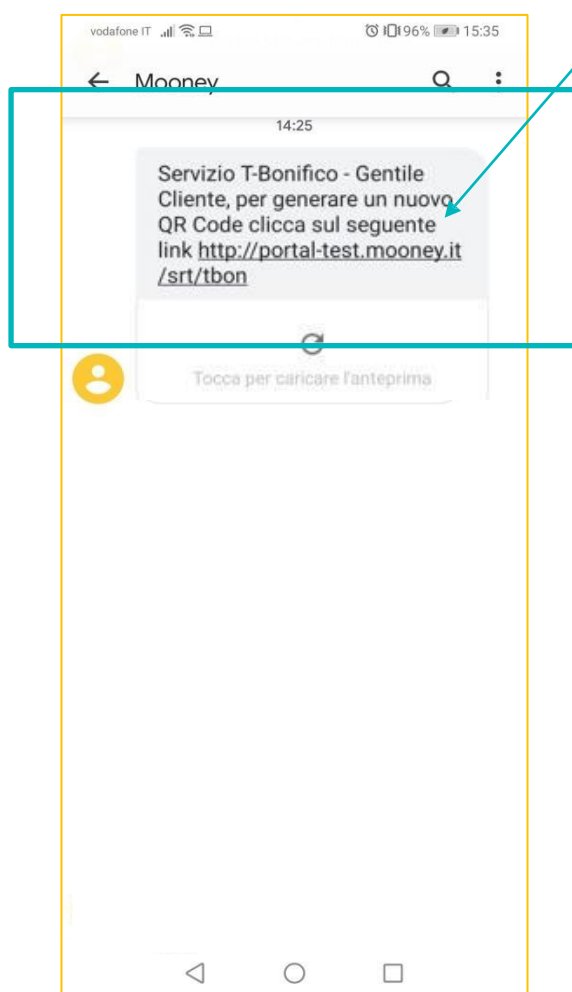 vodafone IT 96% 15:35
Mooney
14:25
Servizio T-Bonifico - Gentile
Cliente, per generare un nuovo
QR Code clicca sul seguente
link http://portal-test.mooney.it
/srt/tbon
Tocca per caricare l'anteprima